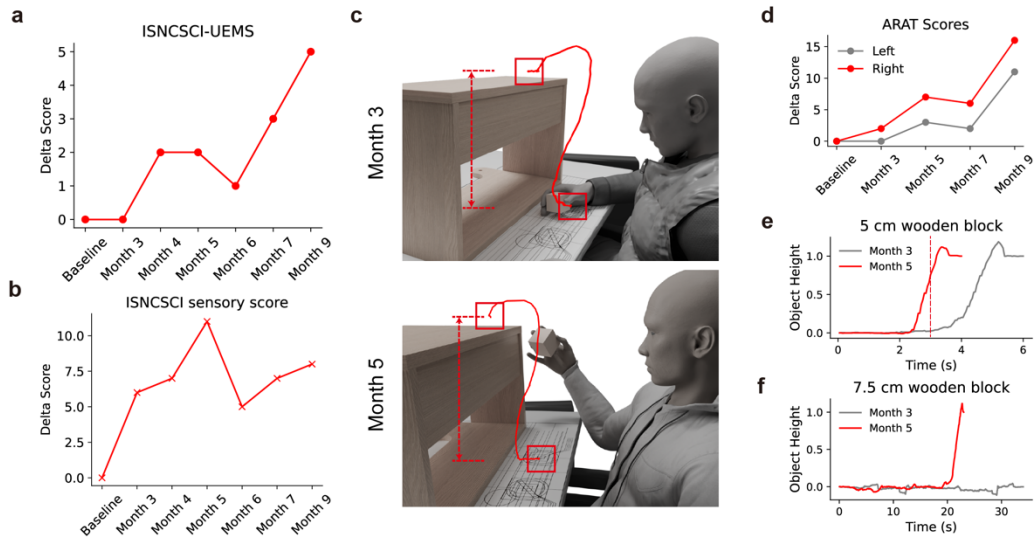 a
ISNCSCI-UEMS
Delta Score
5
4
3
2
1
0
Baseline
Month 3
Month 4
Month 5
Month 6
Month 7
Month 9
b
ISNCSCI sensory score
Delta Score
10.0
7.5
5.0
2.5
0.0
Baseline
Month 3
Month 4
Month 5
Month 6
Month 7
Month 9
c
Month 3
Month 5
d
ARAT Scores
Delta Score
15
10
5
0
Left
Right
Baseline
Month 3
Month 5
Month 7
Month 9
e
5 cm wooden block
Object Height
1.0
0.5
0.0
Month 3
Month 5
0
2
4
6
Time (s)
f
7.5 cm wooden block
Object Height
1.0
0.5
0.0
Month 3
Month 5
0
10
20
30
Time (s)